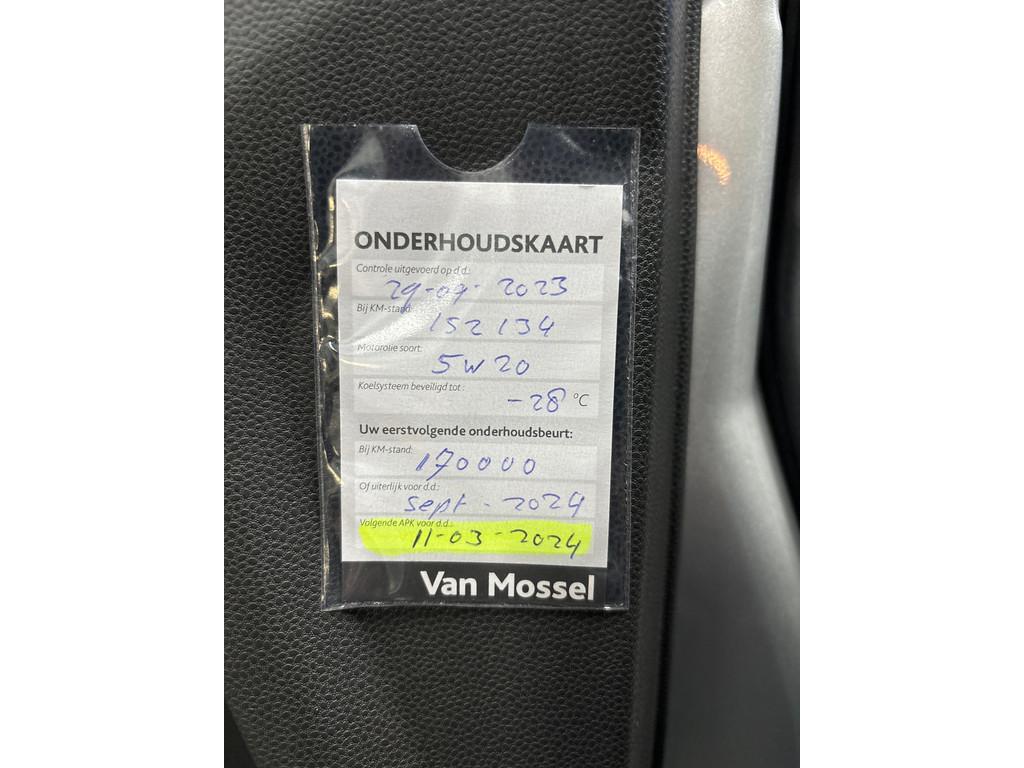 ONDERHOUDSKAART
Controle uitgevoerd op d.d.:
29-09-2023
Bij KM-stand:
152134
Motorolie soort:
5W20
Koelsysteem beveiligd tot:
-28 °C
Uw eerstvolgende onderhoudsbeurt:
Bij KM-stand:
170000
Of uiterlijk voor d.d.:
sept-2024
Volgende APK voor d.d.:
11-03-2024
Van Mossel